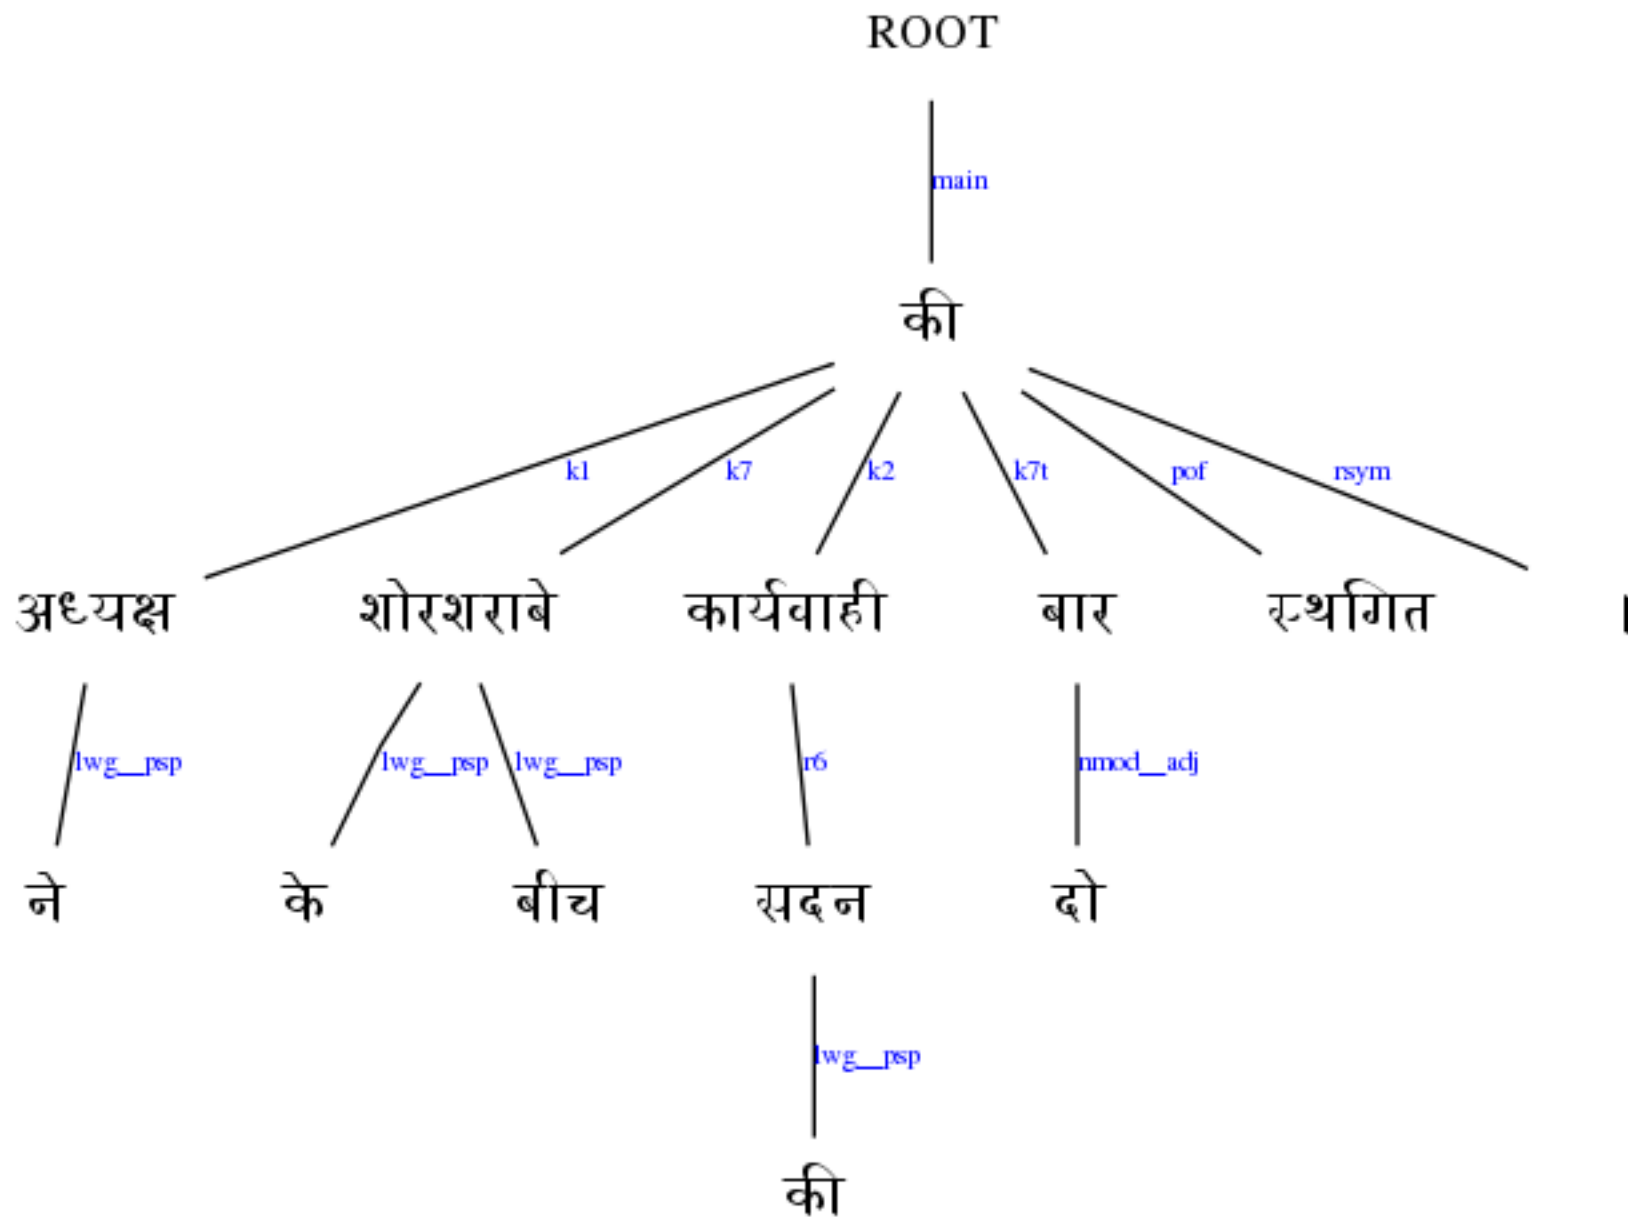 ROOT
main
की
k1 k7 k2 k7t pof rsym
अध्यक्ष शोरशराबे कार्यवाही बार स्थगित ।
lwg__psp lwg__psp lwg__psp r6 nmod__adj
ने के बीच सदन दो
lwg__psp
की